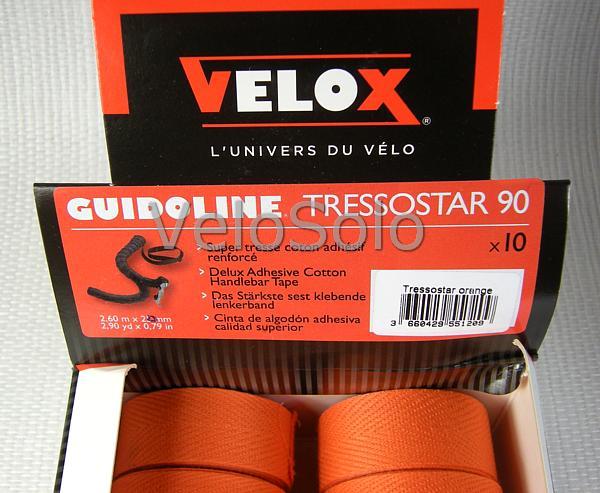 VELOX®
L'UNIVERS DU VÉLO
GUIDOLINE TRESSOSTAR 90
VeloSolo
x10
> Super tresse coton adhésif
renforcé
> Delux Adhesive Cotton
Handlebar Tape
> Das Stärkste sest klebende
lenkerband
> Cinta de algodón adhesiva
calidad superior
2.60 m x mm
2,90 yd x 0,79 in
Tressostar orange
3 660429 551209